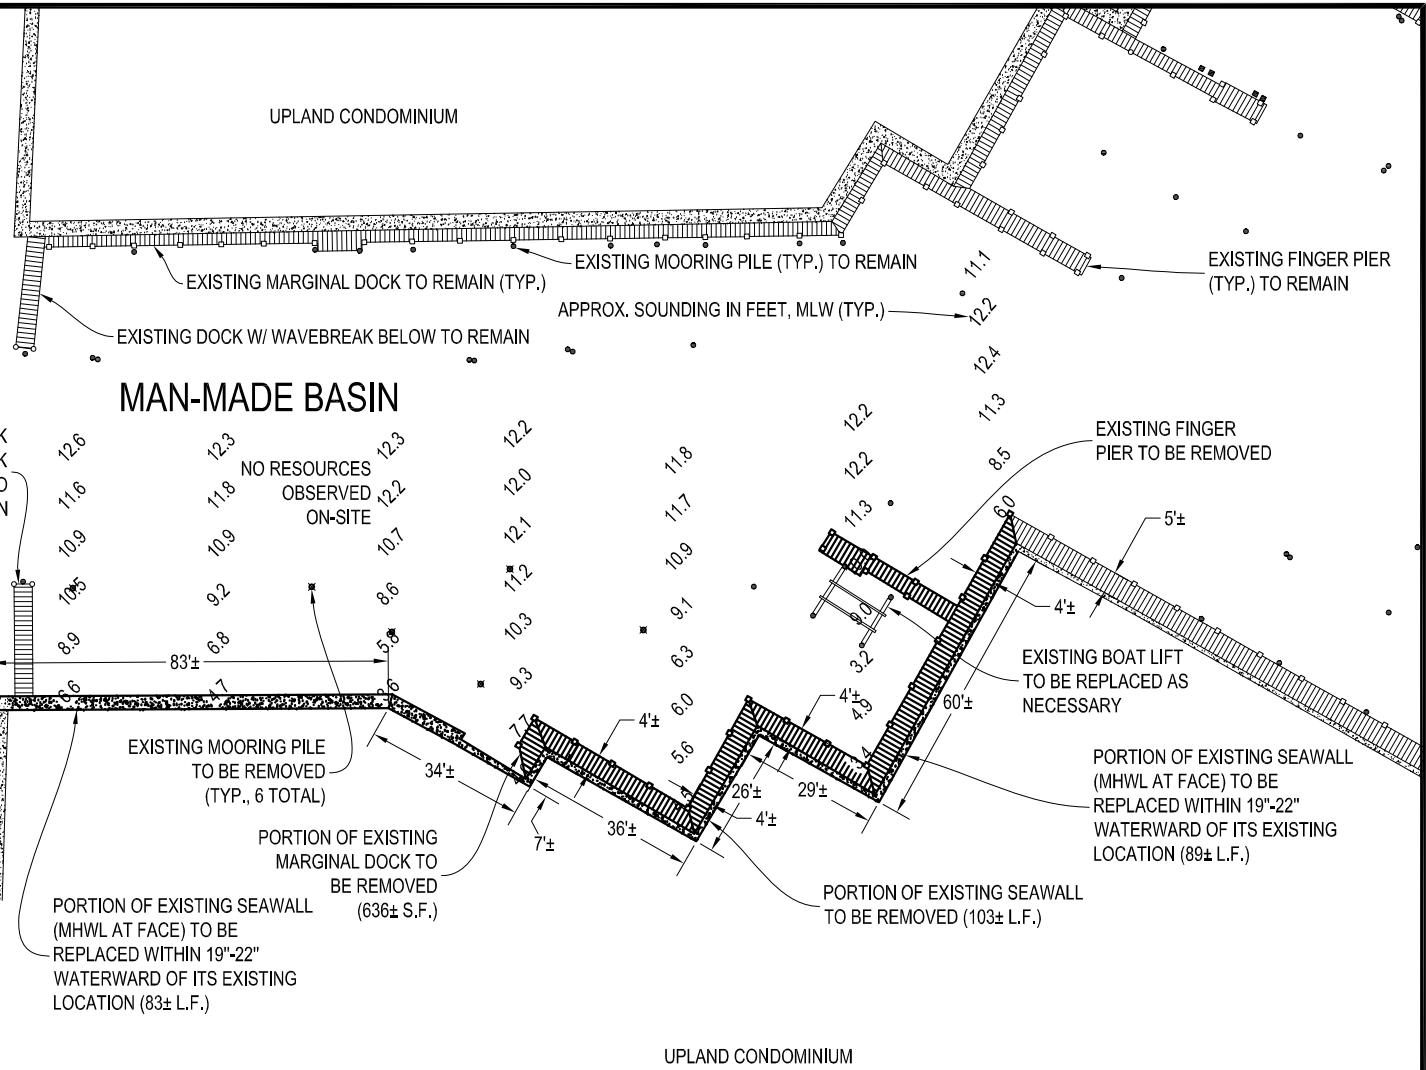 UPLAND CONDOMINIUM
EXISTING MARGINAL DOCK TO REMAIN (TYP.)
EXISTING MOORING PILE (TYP.) TO REMAIN
EXISTING FINGER PIER
(TYP.) TO REMAIN
11.1
APPROX. SOUNDING IN FEET, MLW (TYP.)
12.2
EXISTING DOCK W/ WAVEBREAK BELOW TO REMAIN
12.4
MAN-MADE BASIN
11.3
8.5
6.0
K
K
O
N
12.6
11.6
10.9
10.5
8.9
6.6
12.3
11.8
10.9
9.2
6.8
4.7
NO RESOURCES
OBSERVED
ON-SITE
12.3
12.2
10.7
8.6
5.8
12.2
12.0
12.1
11.2
10.3
9.3
7.7
11.8
11.7
10.9
9.1
6.3
6.0
5.6
12.2
12.2
11.3
9.0
3.2
4.9
EXISTING FINGER
PIER TO BE REMOVED
5'±
4'±
EXISTING BOAT LIFT
TO BE REPLACED AS
NECESSARY
60'±
83'±
4'±
4'±
34'±
7'±
36'±
26'±
4'±
29'±
EXISTING MOORING PILE
TO BE REMOVED
(TYP., 6 TOTAL)
PORTION OF EXISTING
MARGINAL DOCK TO
BE REMOVED
(636± S.F.)
PORTION OF EXISTING SEAWALL
(MHWL AT FACE) TO BE
REPLACED WITHIN 19"-22"
WATERWARD OF ITS EXISTING
LOCATION (89± L.F.)
PORTION OF EXISTING SEAWALL
TO BE REMOVED (103± L.F.)
PORTION OF EXISTING SEAWALL
(MHWL AT FACE) TO BE
REPLACED WITHIN 19"-22"
WATERWARD OF ITS EXISTING
LOCATION (83± L.F.)
UPLAND CONDOMINIUM